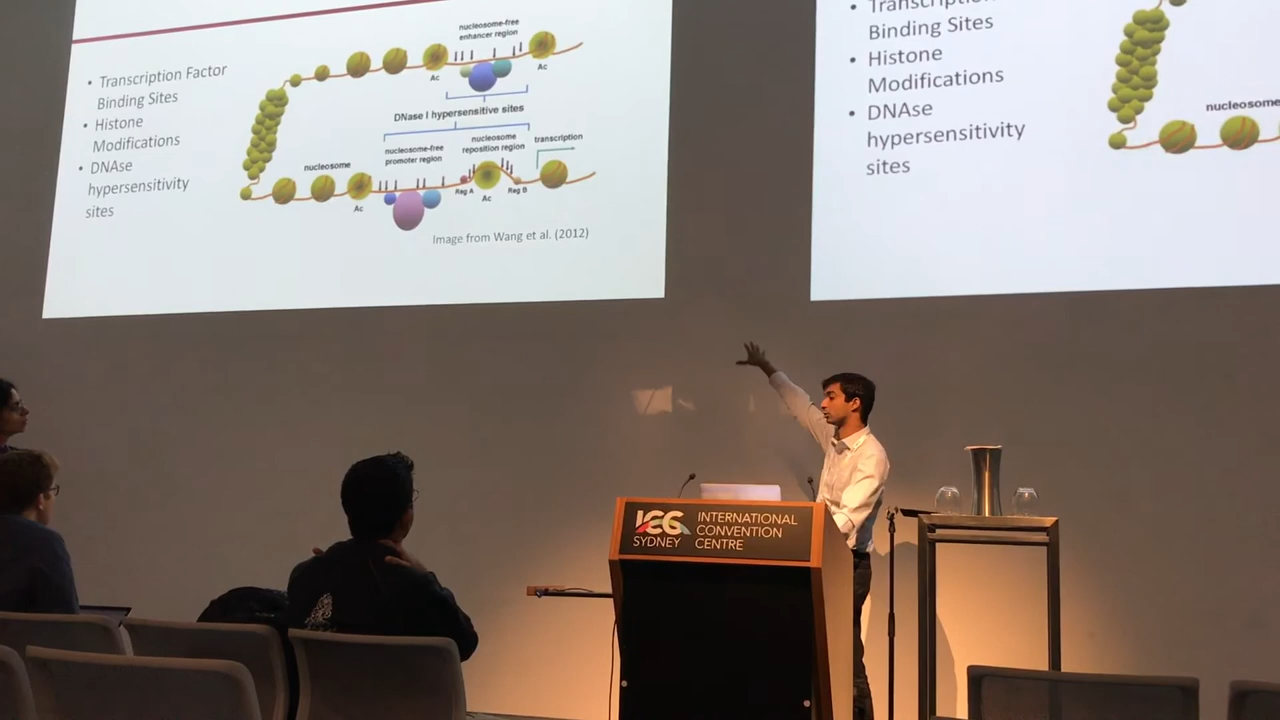 • Transcription Factor
Binding Sites
• Histone
Modifications
• DNAse
hypersensitivity
sites
nucleosome-free
enhancer region
Ac
Ac
DNase I hypersensitive sites
nucleosome-free
promoter region
nucleosome
reposition region
transcription
nucleosome
Ac
Reg A
Ac
Reg B
Image from Wang et al. (2012)
• Transcription
Binding Sites
• Histone
Modifications
• DNAse
hypersensitivity
sites
nucleosome
ICC
SYDNEY
INTERNATIONAL
CONVENTION
CENTRE